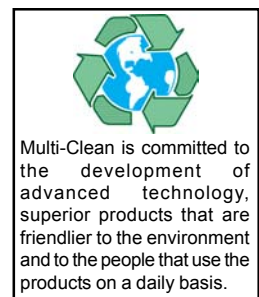 Multi-Clean is committed to
the development of
advanced technology,
superior products that are
friendlier to the environment
and to the people that use the
products on a daily basis.